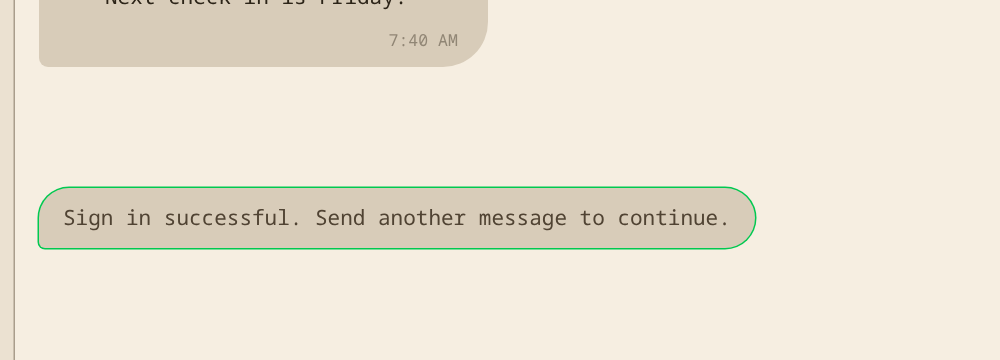 Next check-in is Friday.
7:40 AM
Sign in successful. Send another message to continue.